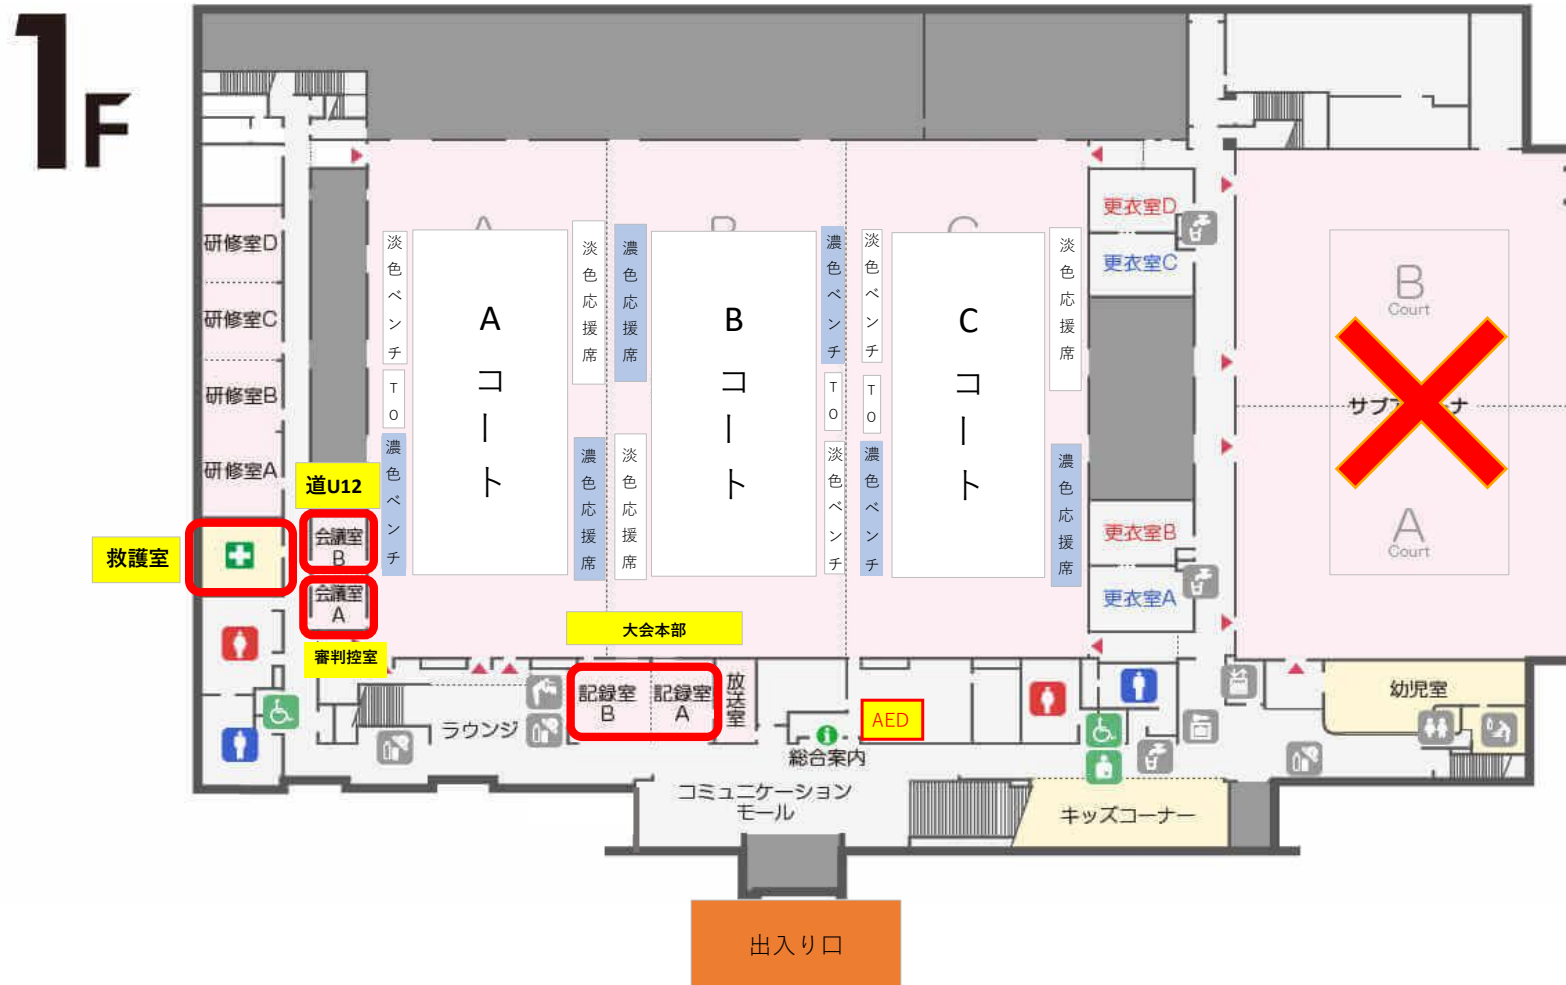 1F
A
B
C
研修室D
研修室C
研修室B
研修室A
淡色ベンチ
TO
濃色ベンチ
Aコート
淡色応援席
濃色応援席
濃色応援席
淡色応援席
Bコート
濃色ベンチ
TO
淡色ベンチ
淡色ベンチ
TO
濃色ベンチ
Cコート
淡色応援席
濃色応援席
更衣室D
更衣室C
更衣室B
更衣室A
B
Court
サブ
ナ
A
Court
道U12
会議室
B
会議室
A
審判控室
救護室
大会本部
記録室
B
記録室
A
放送室
AED
ラウンジ
総合案内
コミュニケーション
モール
キッズコーナー
幼児室
出入り口